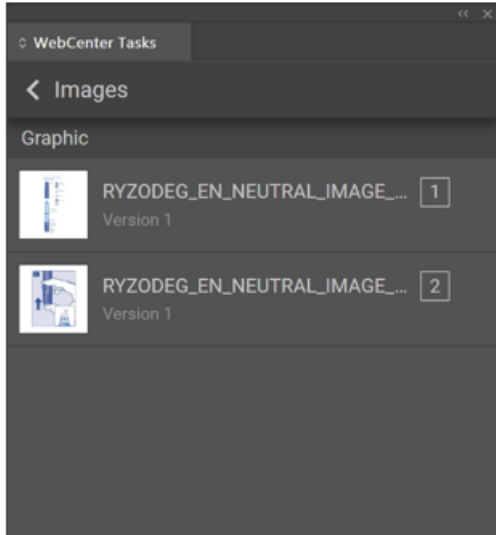 WebCenter Tasks
Images
Graphic
RYZODEG_EN_NEUTRAL_IMAGE_... 1
Version 1
RYZODEG_EN_NEUTRAL_IMAGE_... 2
Version 1